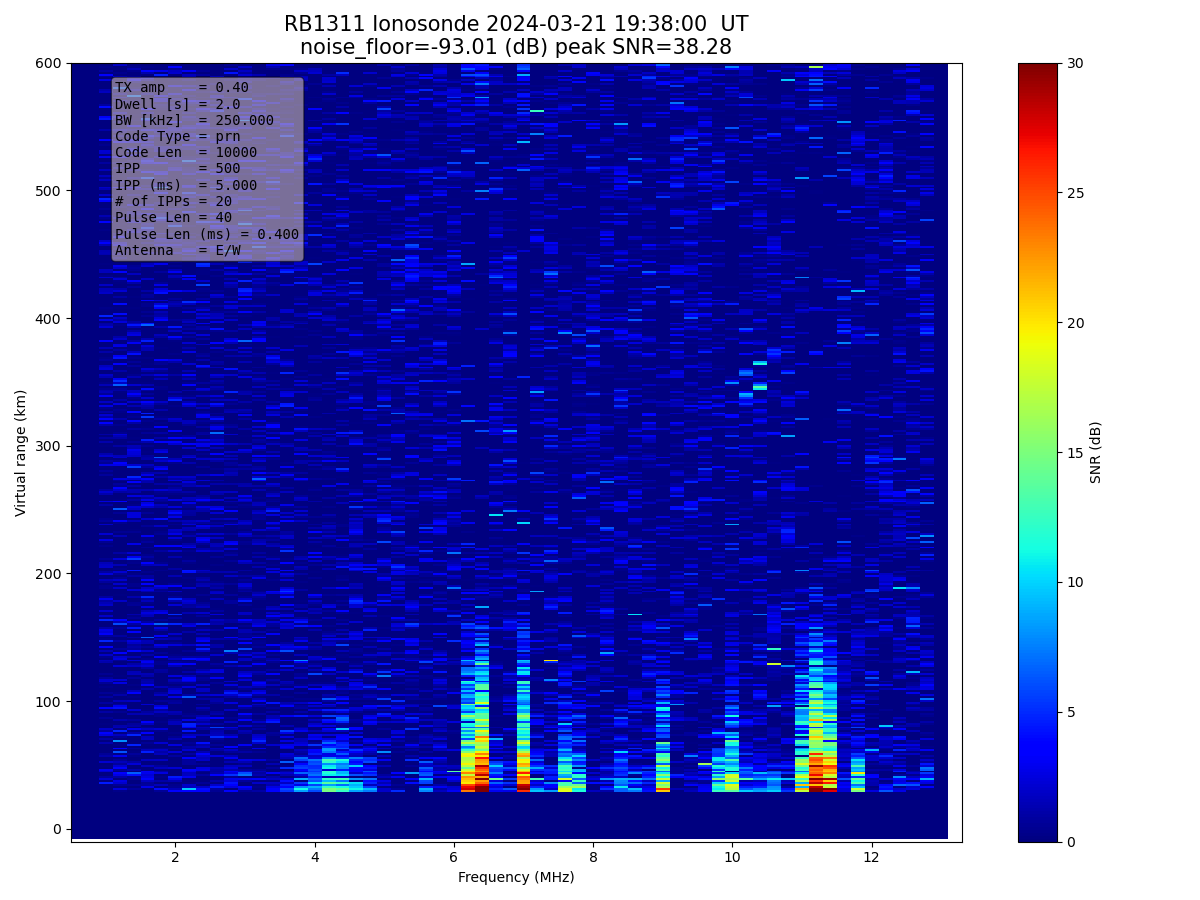 RB1311 Ionosonde 2024-03-21 19:38:00  UT
noise_floor=-93.01 (dB) peak SNR=38.28
TX amp    = 0.40
Dwell [s] = 2.0
BW [kHz]  = 250.000
Code Type = prn
Code Len  = 10000
IPP       = 500
IPP (ms)  = 5.000
# of IPPs = 20
Pulse Len = 40
Pulse Len (ms) = 0.400
Antenna   = E/W
Virtual range (km)
600
500
400
300
200
100
0
2 4 6 8 10 12
Frequency (MHz)
30
25
20
15
10
5
0
SNR (dB)